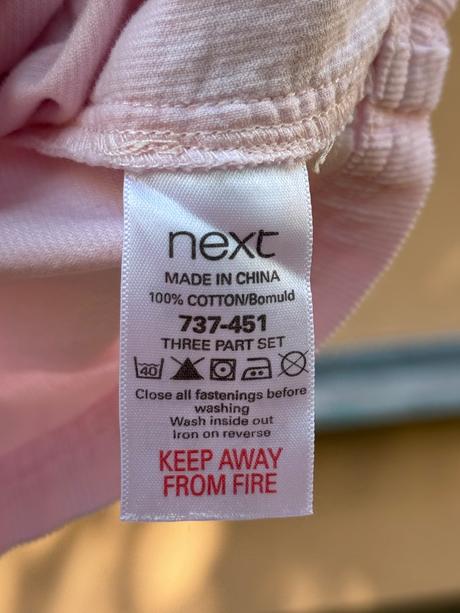 next
MADE IN CHINA
100% COTTON/Bomuld
737-451
THREE PART SET
40
Close all fastenings before
washing
Wash inside out
Iron on reverse
KEEP AWAY
FROM FIRE